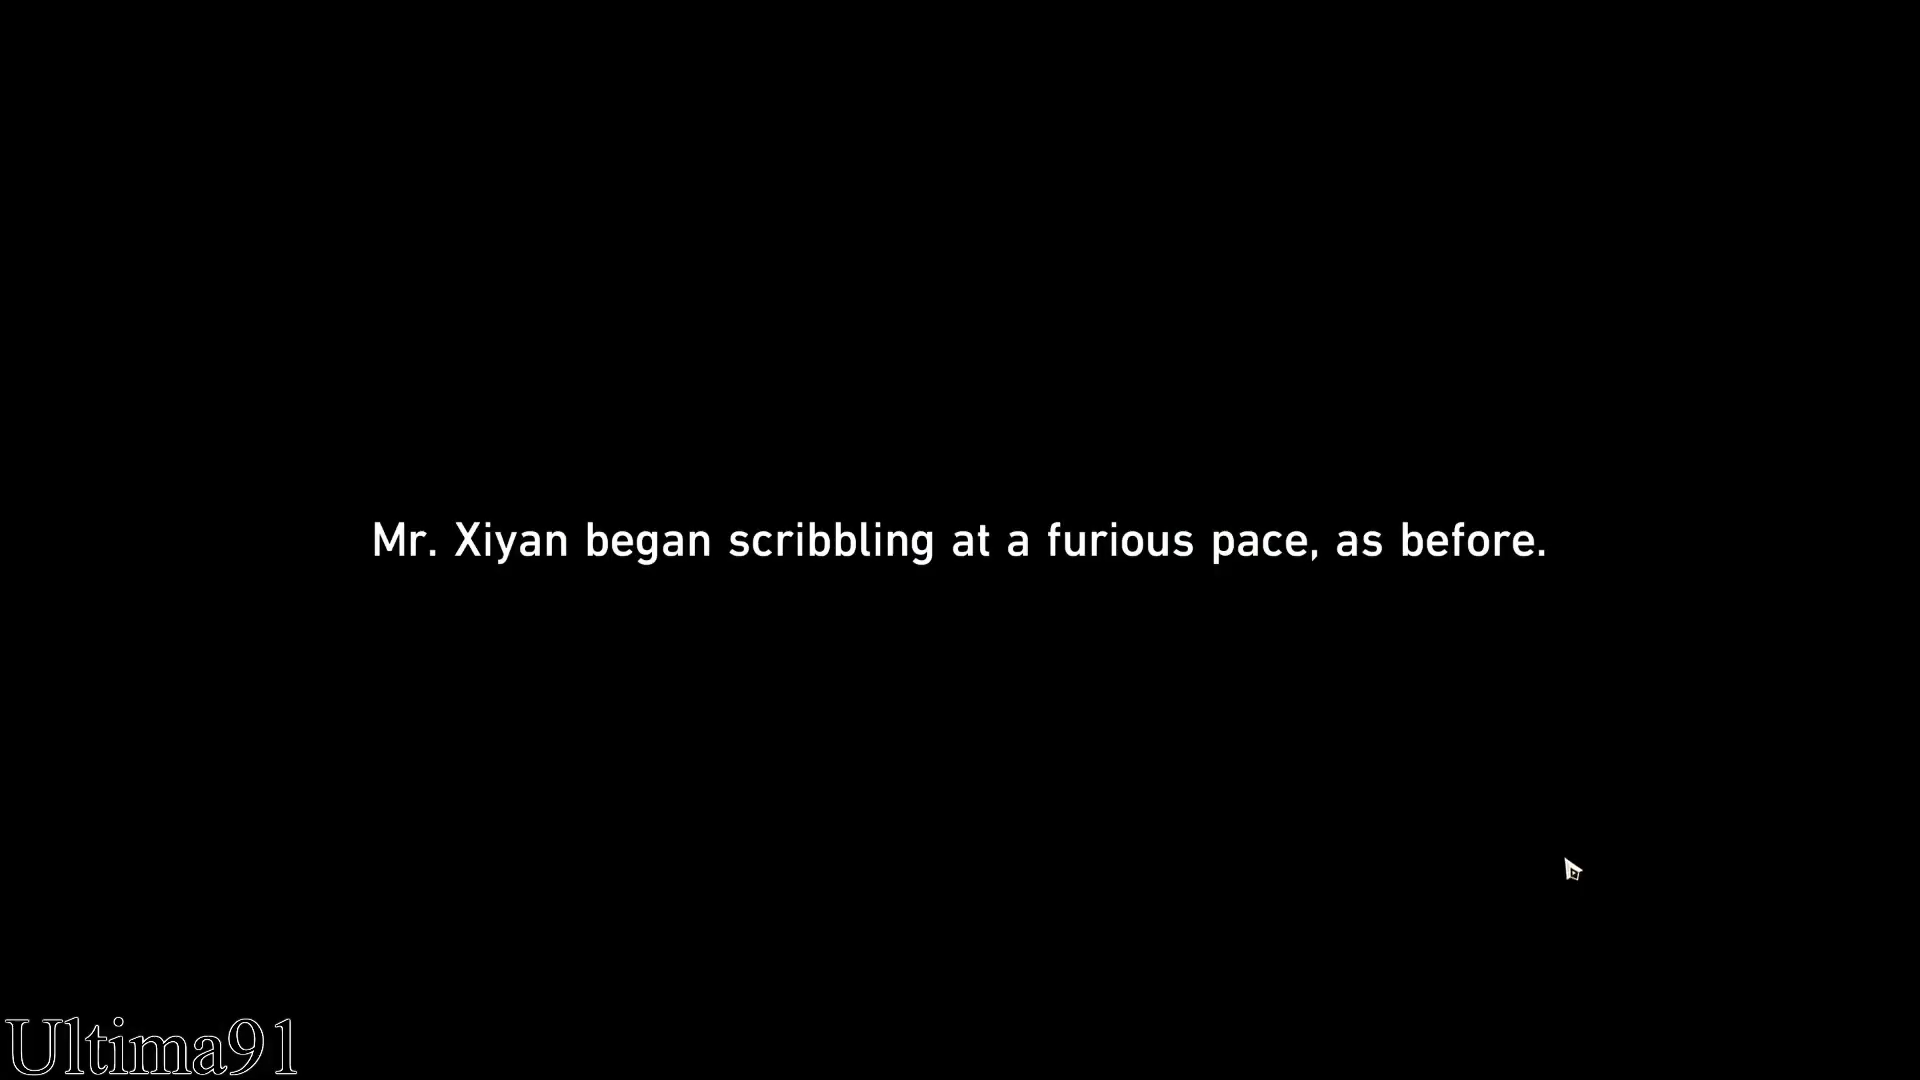 Mr. Xiyan began scribbling at a furious pace, as before.
Ultima91